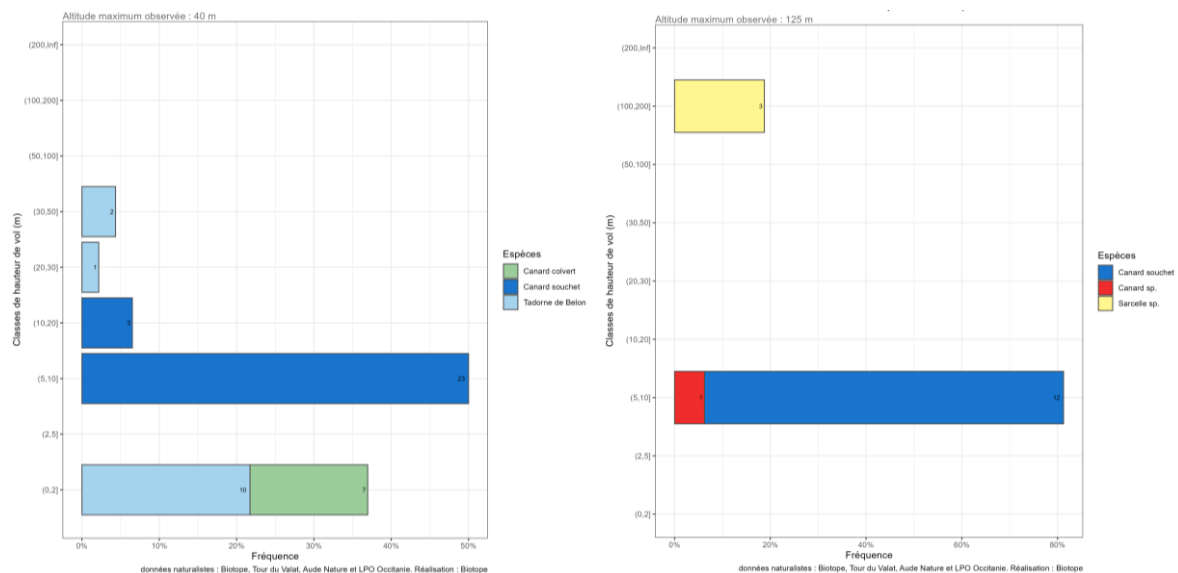 Altitude maximum observée : 40 m
Classes de hauteur de vol (m)
(200,Inf]
(100,200]
(50,100]
(30,50]
(20,30]
(10,20]
(5,10]
(2,5]
(0,2]
2
1
3
23
10
7
0%
10%
20%
30%
40%
50%
Fréquence
données naturalistes : Biotope, Tour du Valat, Aude Nature et LPO Occitanie. Réalisation : Biotope
Espèces
Canard colvert
Canard souchet
Tadorne de Belon
Altitude maximum observée : 125 m
Classes de hauteur de vol (m)
(200,Inf]
(100,200]
(50,100]
(30,50]
(20,30]
(10,20]
(5,10]
(2,5]
(0,2]
3
1
12
0%
20%
40%
60%
80%
Fréquence
données naturalistes : Biotope, Tour du Valat, Aude Nature et LPO Occitanie. Réalisation : Biotope
Espèces
Canard souchet
Canard sp.
Sarcelle sp.